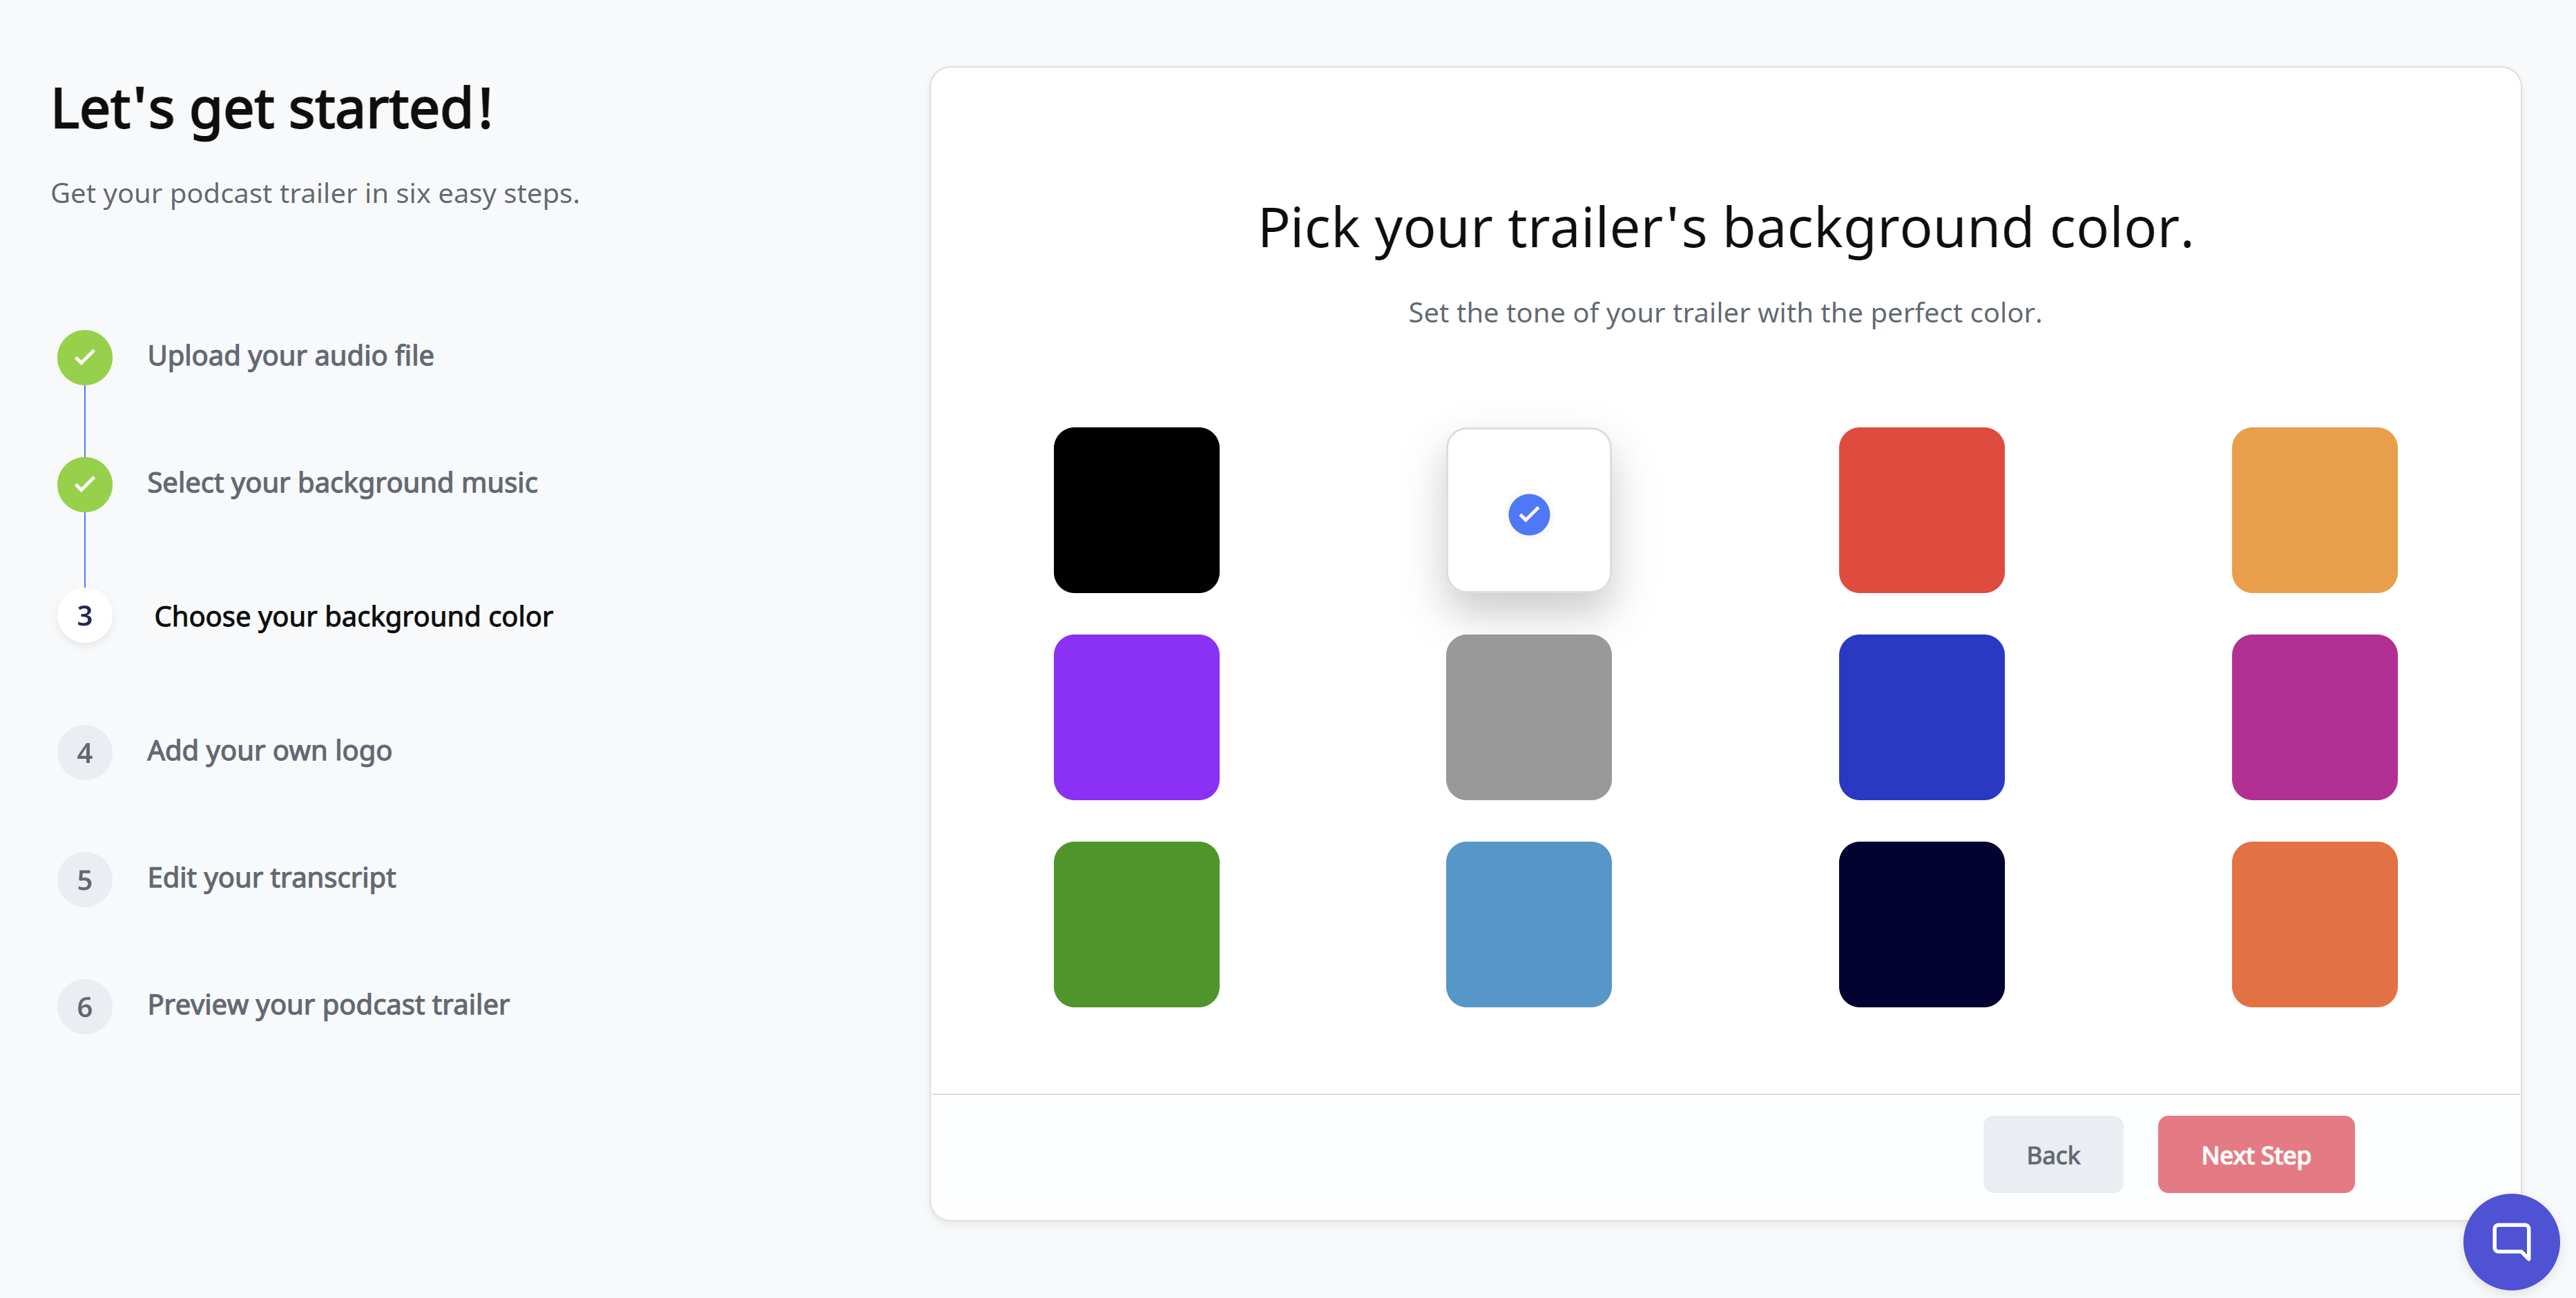 Let's get started!
Get your podcast trailer in six easy steps.
Upload your audio file
Select your background music
3 Choose your background color
4 Add your own logo
5 Edit your transcript
6 Preview your podcast trailer
Pick your trailer's background color.
Set the tone of your trailer with the perfect color.
Back Next Step